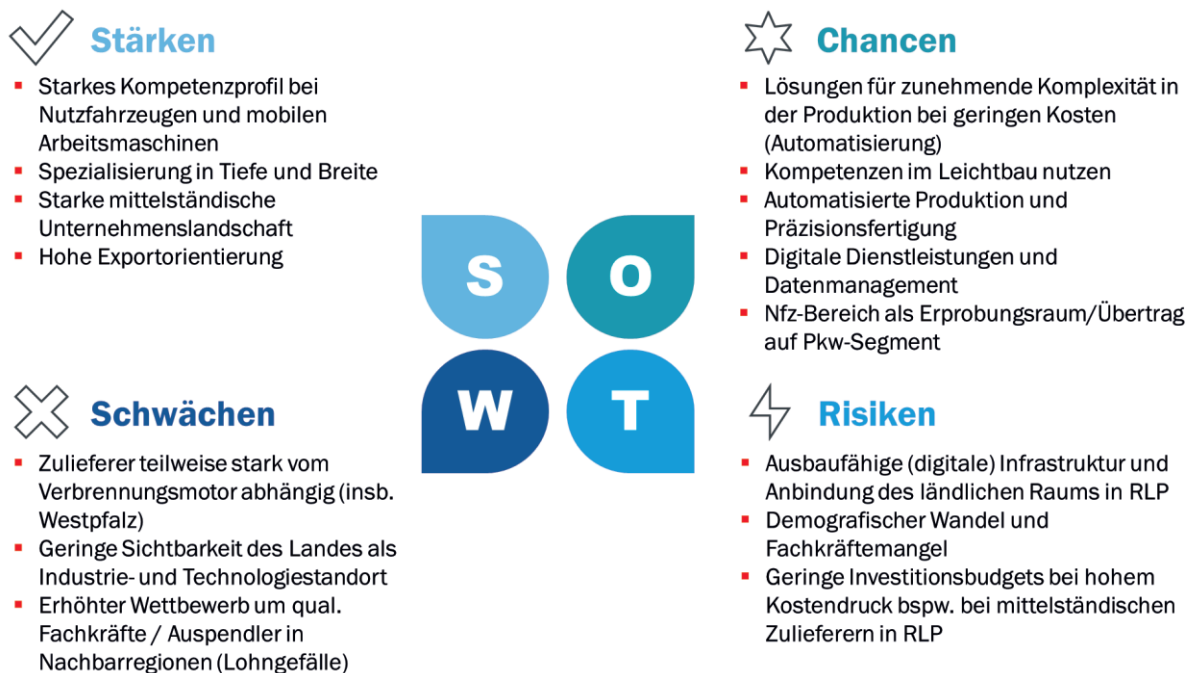 Stärken
Starkes Kompetenzprofil bei
Nutzfahrzeugen und mobilen
Arbeitsmaschinen
Spezialisierung in Tiefe und Breite
Starke mittelständische
Unternehmenslandschaft
Hohe Exportorientierung
Chancen
Lösungen für zunehmende Komplexität in
der Produktion bei geringen Kosten
(Automatisierung)
Kompetenzen im Leichtbau nutzen
Automatisierte Produktion und
Präzisionsfertigung
Digitale Dienstleistungen und
Datenmanagement
Nfz-Bereich als Erprobungsraum/Übertrag
auf Pkw-Segment
S
O
W
T
Schwächen
Zulieferer teilweise stark vom
Verbrennungsmotor abhängig (insb.
Westpfalz)
Geringe Sichtbarkeit des Landes als
Industrie- und Technologiestandort
Erhöhter Wettbewerb um qual.
Fachkräfte / Auspendler in
Nachbarregionen (Lohngefälle)
Risiken
Ausbaufähige (digitale) Infrastruktur und
Anbindung des ländlichen Raums in RLP
Demografischer Wandel und
Fachkräftemangel
Geringe Investitionsbudgets bei hohem
Kostendruck bspw. bei mittelständischen
Zulieferern in RLP